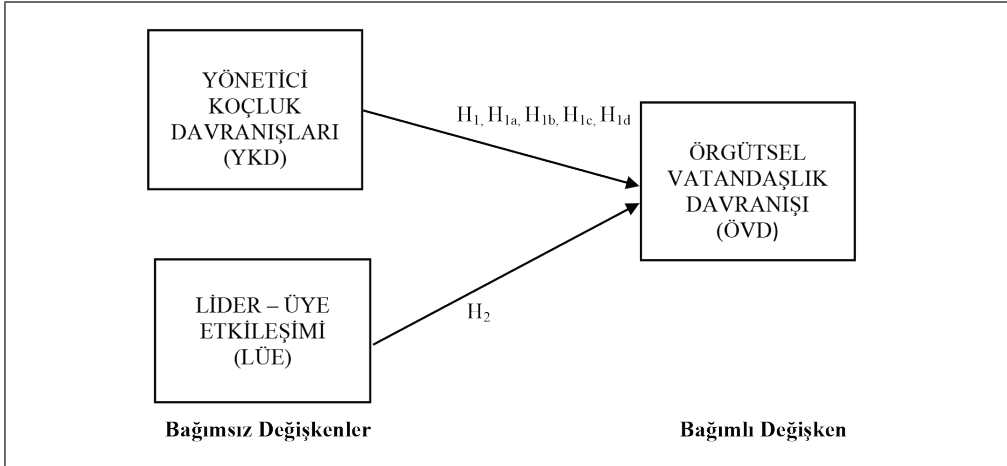 YÖNETİCİ
KOÇLUK
DAVRANIŞLARI
(YKD)
H1, H1a, H1b, H1c, H1d
ÖRGÜTSEL
VATANDAŞLIK
DAVRANIŞI
(ÖVD)
LİDER – ÜYE
ETKİLEŞİMİ
(LÜE)
H2
Bağımsız Değişkenler
Bağımlı Değişken